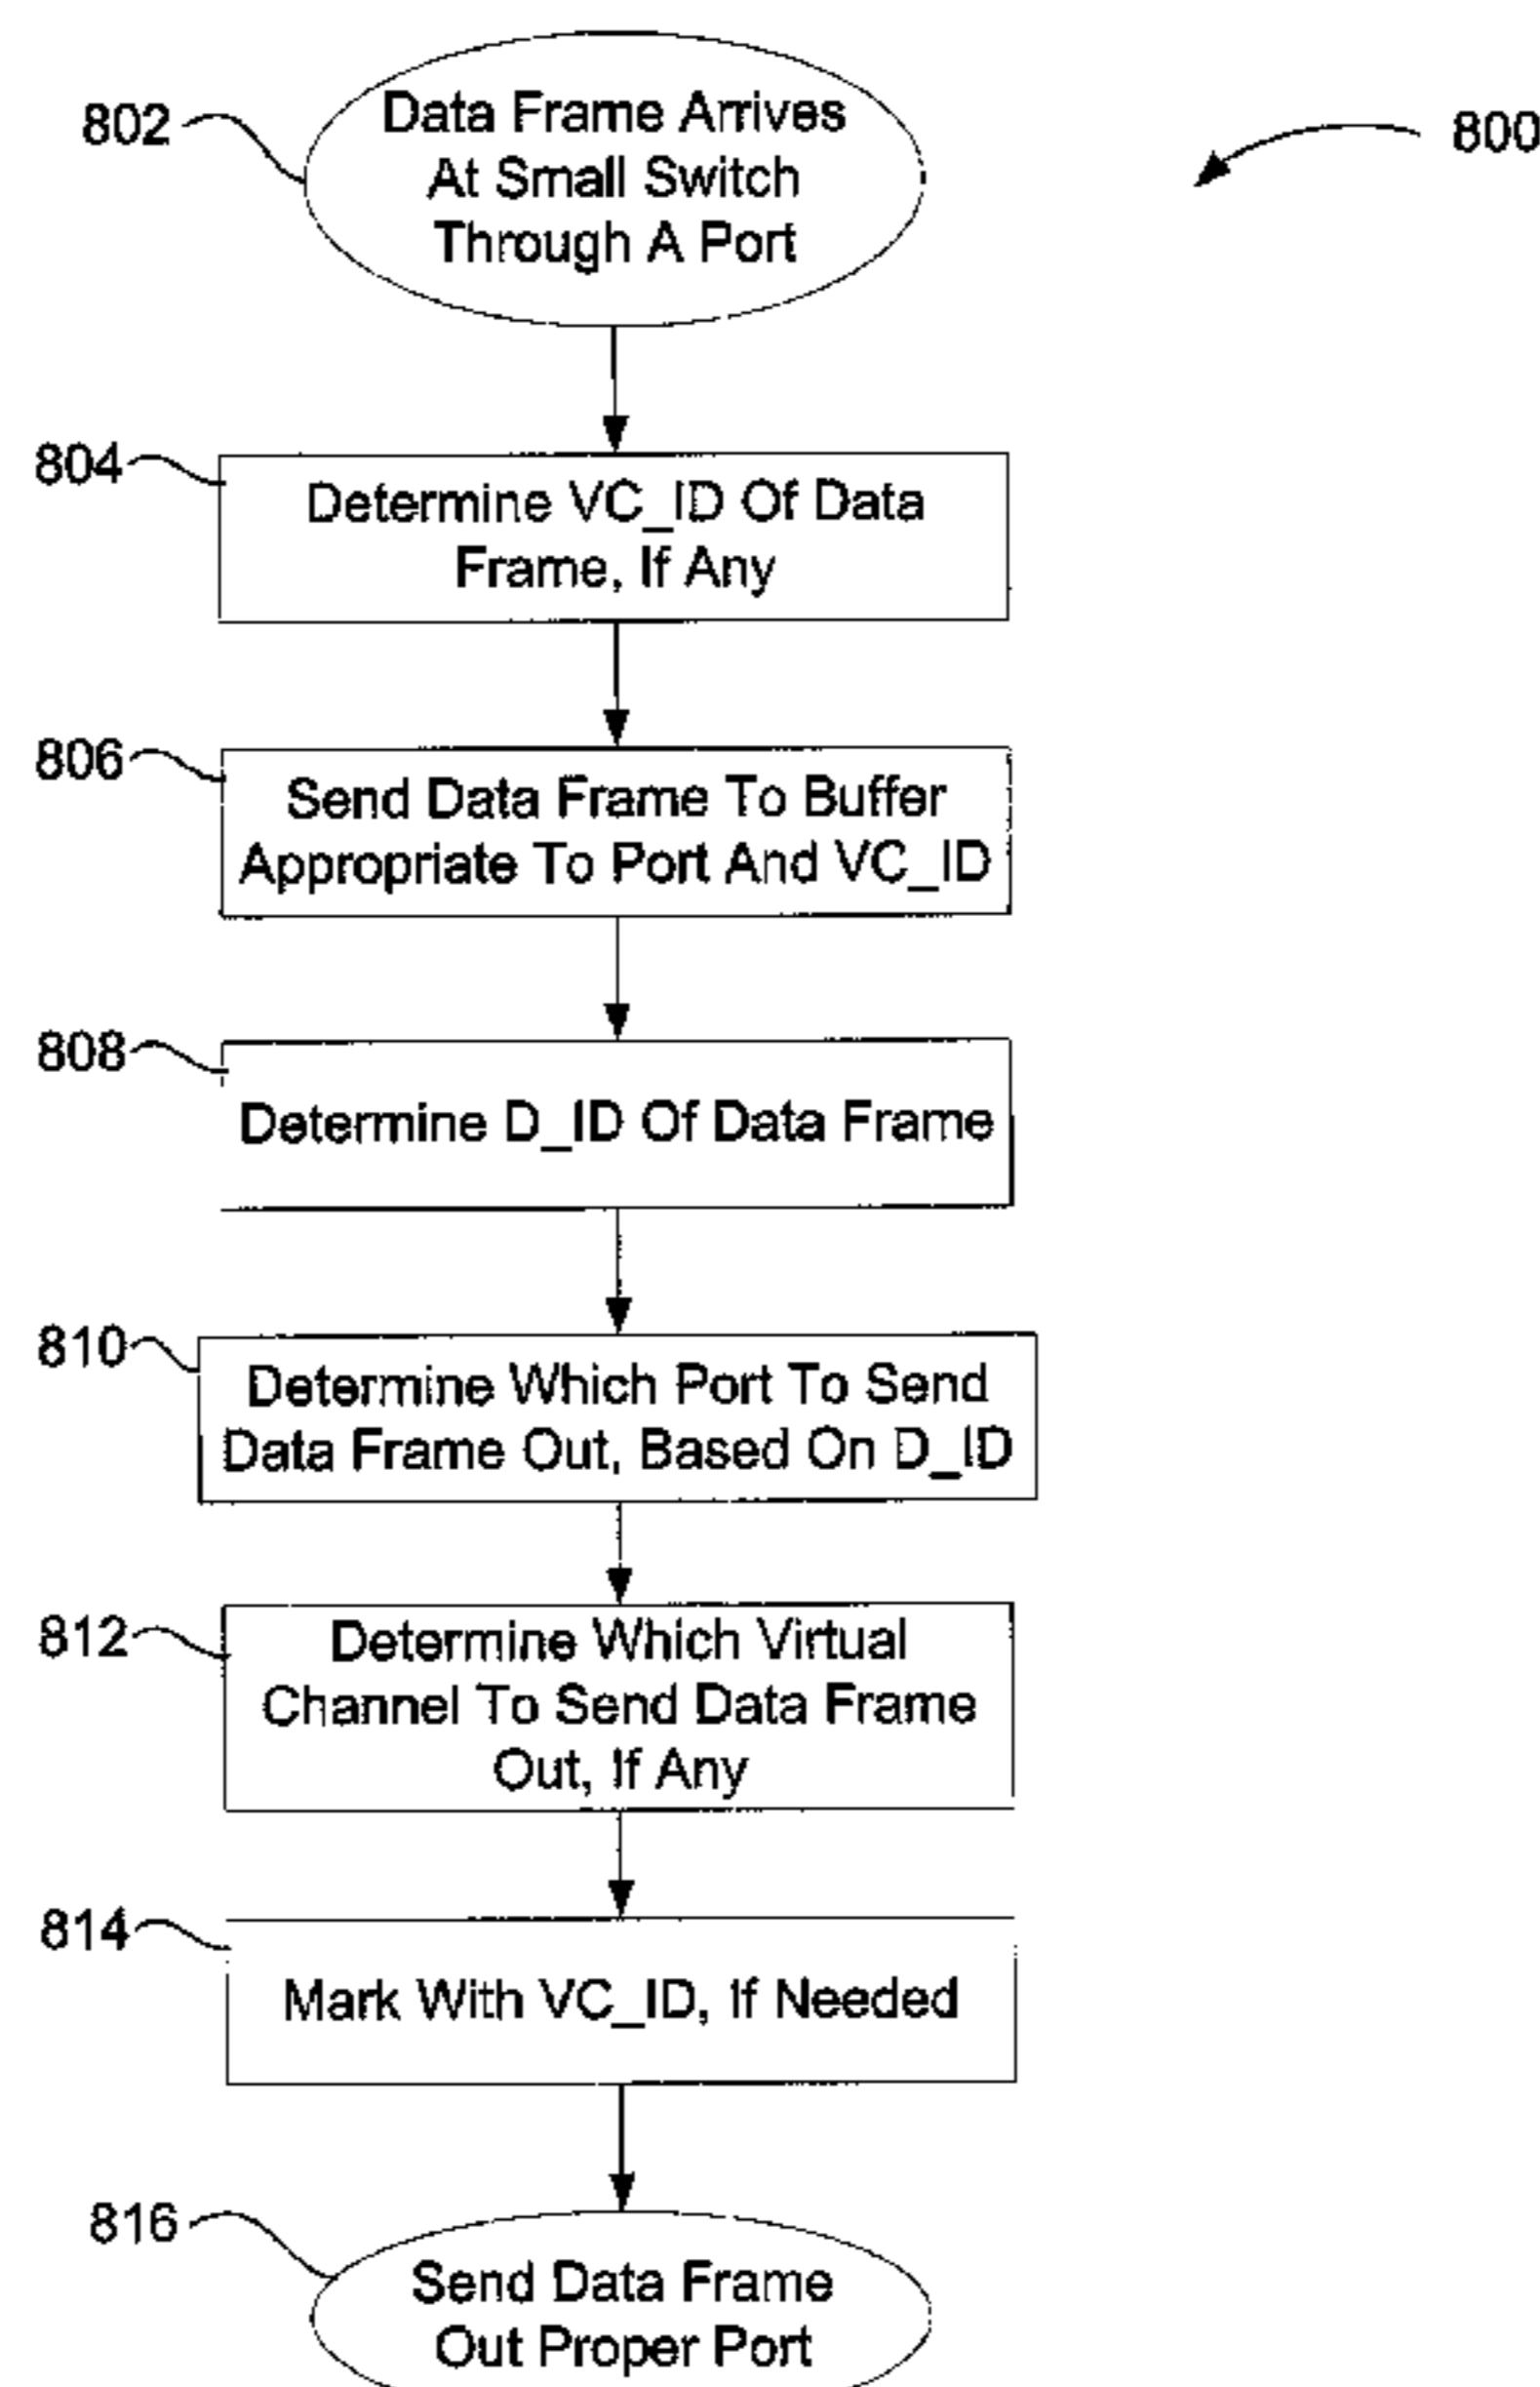 802
Data Frame Arrives
At Small Switch
Through A Port
800
804
Determine VC_ID Of Data
Frame, If Any
806
Send Data Frame To Buffer
Appropriate To Port And VC_ID
808
Determine D_ID Of Data Frame
810
Determine Which Port To Send
Data Frame Out, Based On D_ID
812
Determine Which Virtual
Channel To Send Data Frame
Out, If Any
814
Mark With VC_ID, If Needed
816
Send Data Frame
Out Proper Port